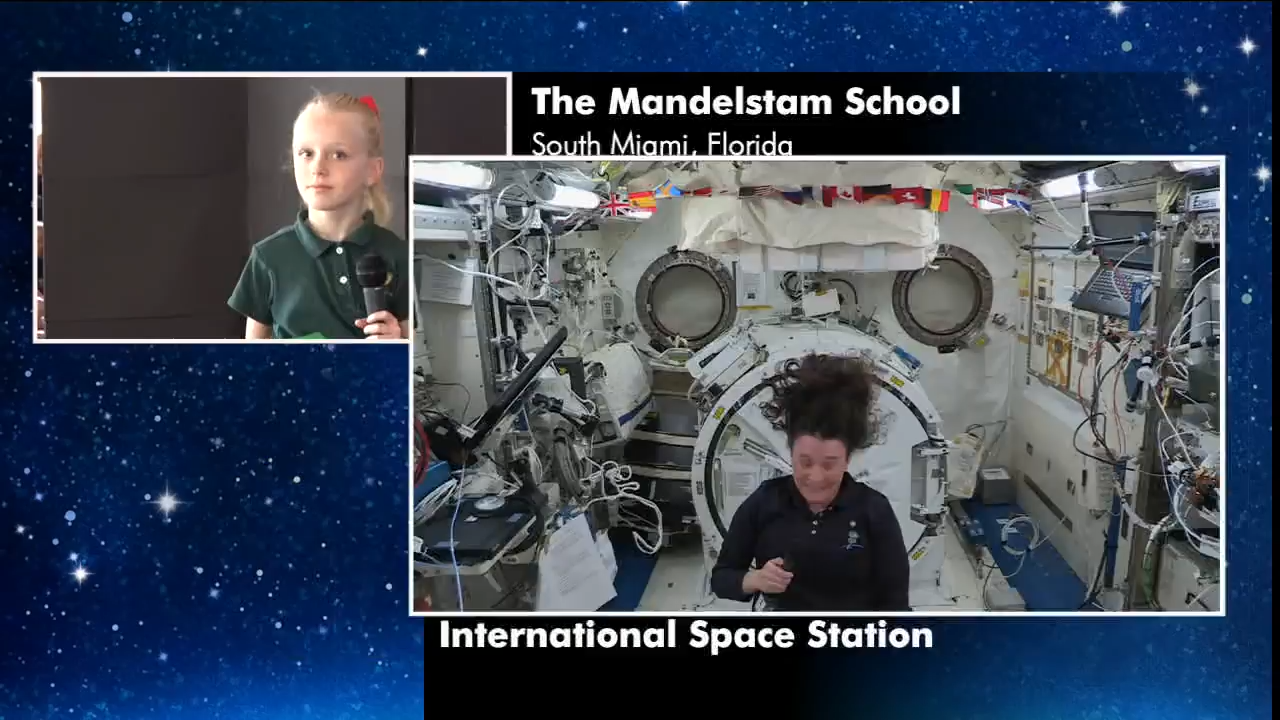 The Mandelstam School
South Miami, Florida
International Space Station